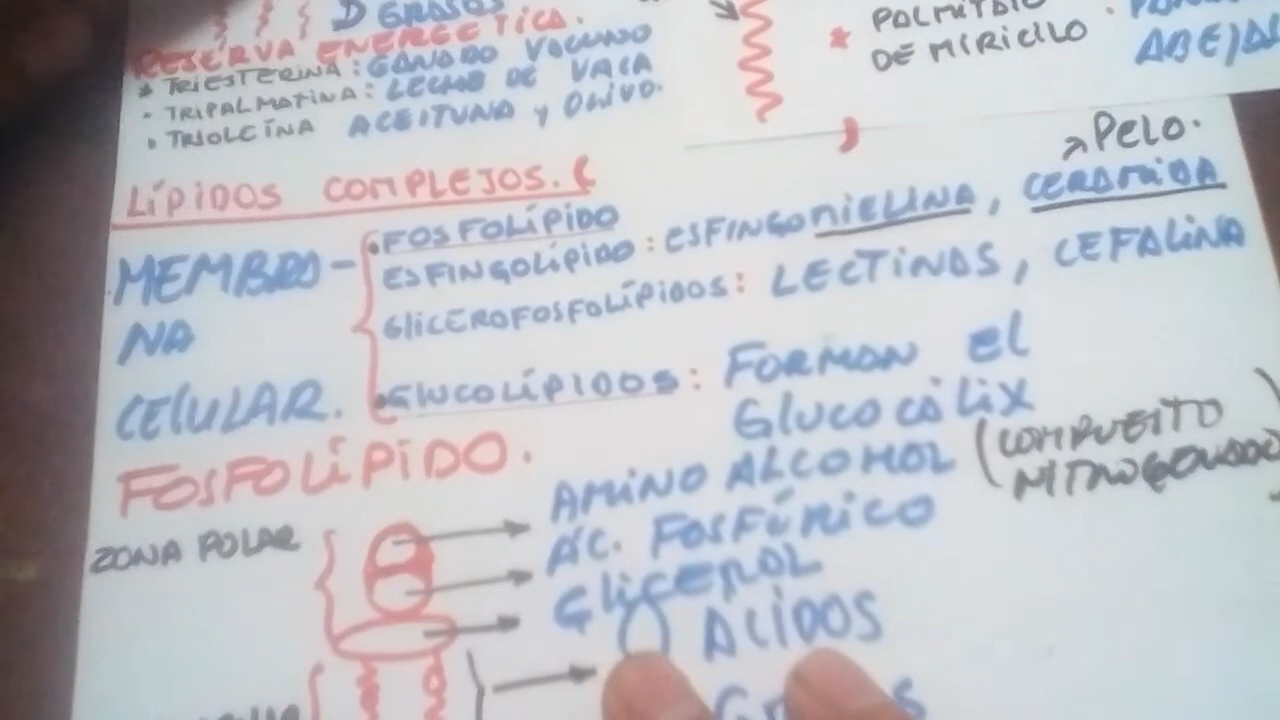 D GRASOS
RESERVA ENERGETICA.
* TRIESTERINA: GANADO VACUNO
• TRIPALMATINA: LECHE DE VACA
• TRIOLEÍNA ACEITUNA y OLIVO.
* PALMITATO
DE MIRICILO :
ABEJAS
LÍPIDOS COMPLEJOS.
Pelo.
MEMBRA-
NA
CELULAR.
• FOSFOLÍPIDO
ESFINGOLÍPIDO: ESFINGOMIELINA, CERAMIDA
GLICEROFOSFOLÍPIDOS: LECTINAS, CEFALINA
• GLUCOLÍPIDOS: FORMAN El
GlucocáLix
FOSFOLÍPIDO.
ZONA POLAR
AMINO ALCOHOL (COMPUESTO
NITROGENADO)
ÁC. FOSFÓRICO
GliCEROL
ÁCIDOS